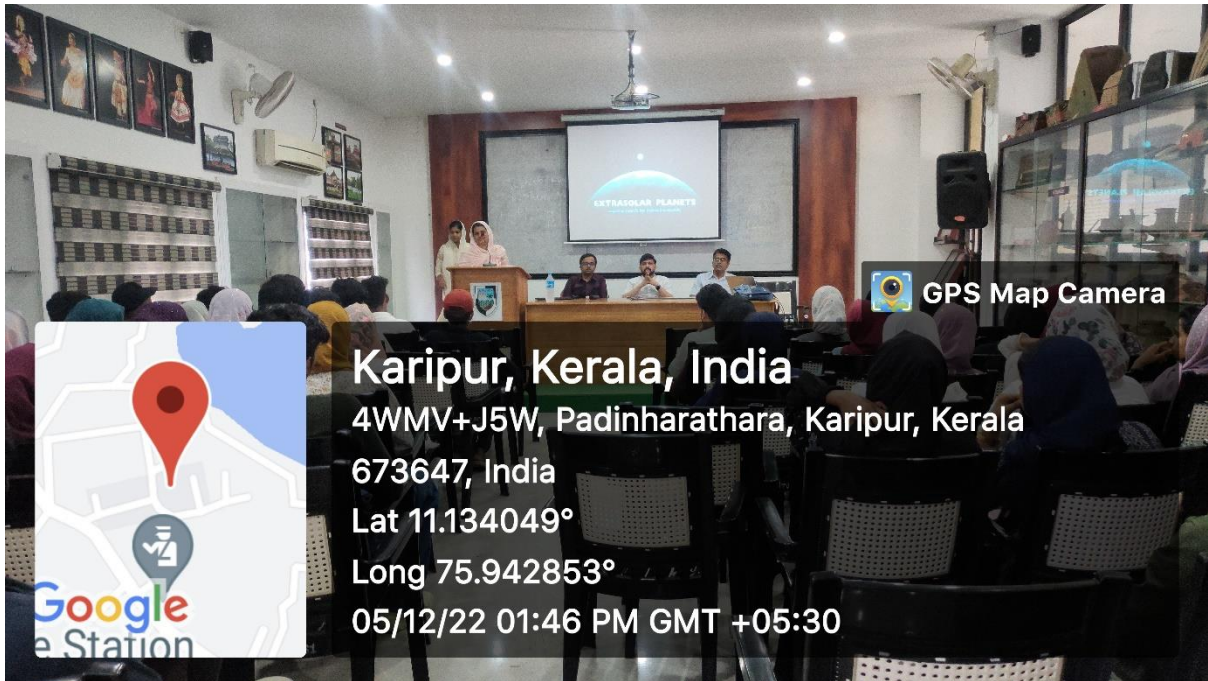 EXTRASOLAR PLANETS
GPS Map Camera
Karipur, Kerala, India
4WMV+J5W, Padinharathara, Karipur, Kerala
673647, India
Lat 11.134049°
Long 75.942853°
05/12/22 01:46 PM GMT +05:30
Google
e Station